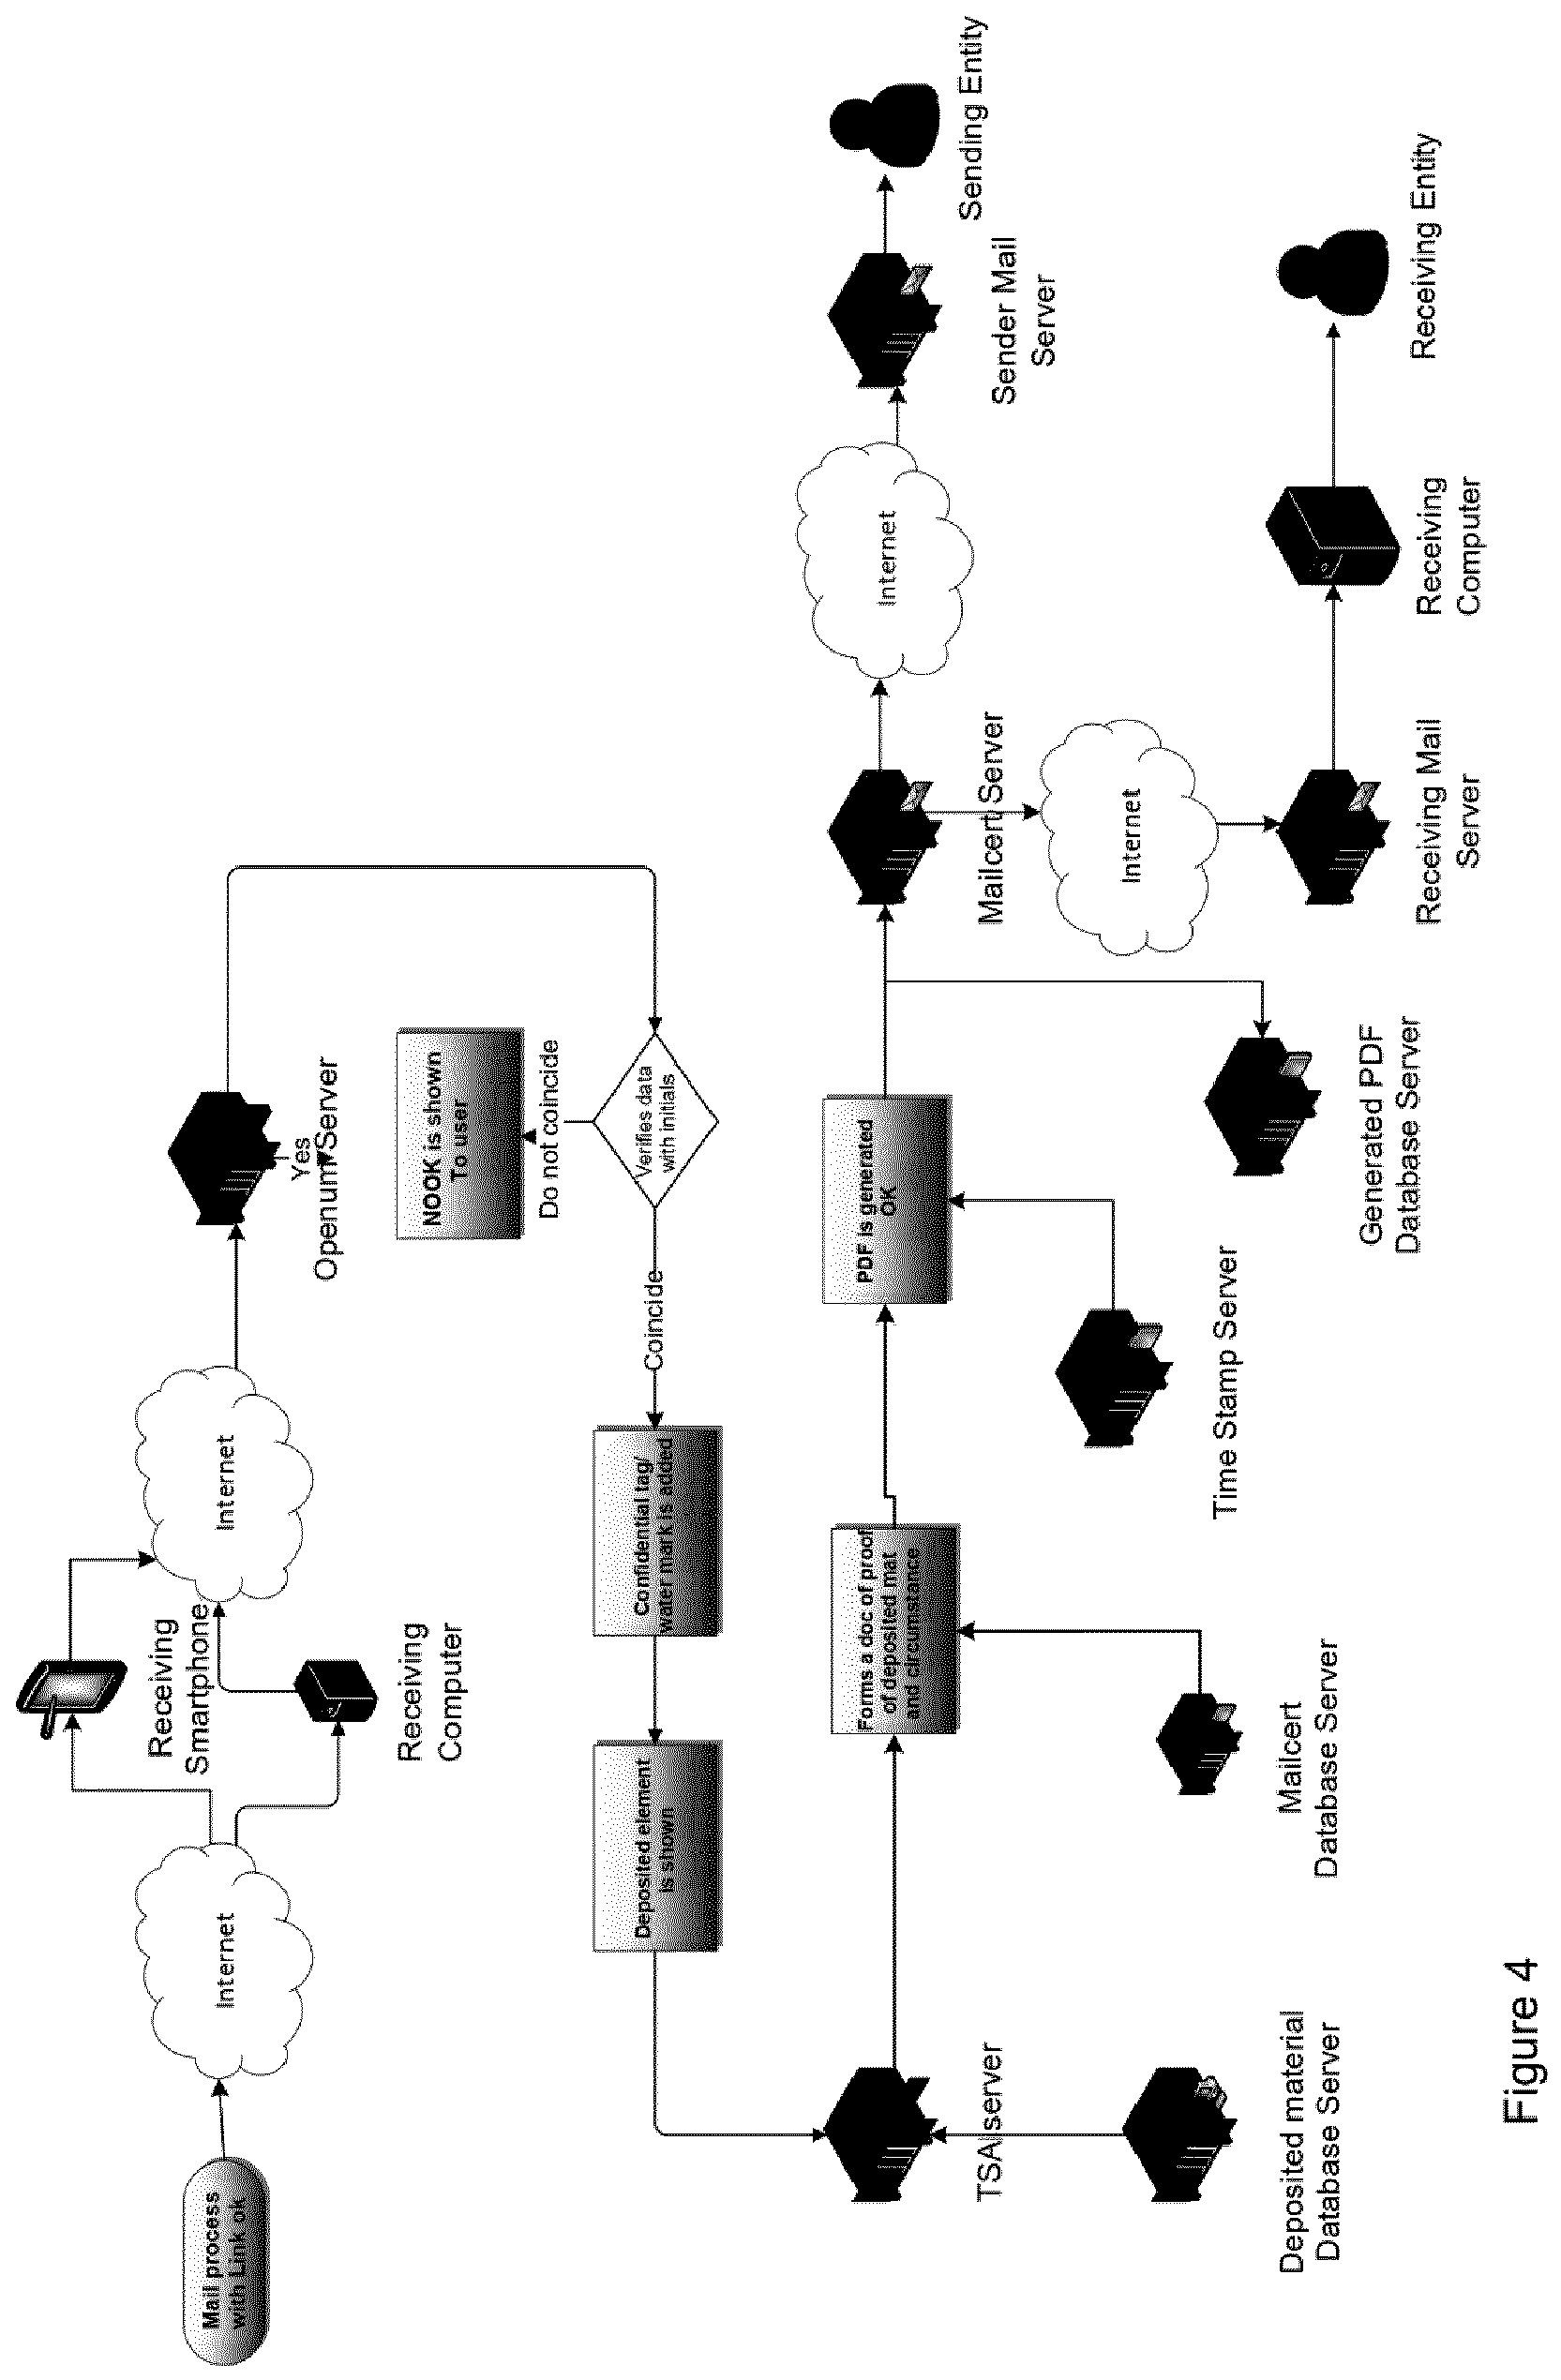 Mail process
with Link ok
Internet
Receiving
Smartphone
Receiving
Computer
Internet
Yes
Openum Server
NOOK is shown
To user
Do not coincide
Verifies data
with initials
Coincide
Confidential tag/
water mark is added
Deposited element
is shown
TSA server
Deposited material
Database Server
Forms a doc of proof
of deposited mat
and circumstance
Mailcert
Database Server
PDF is generated
OK
Time Stamp Server
Generated PDF
Database Server
Mailcert Server
Internet
Sender Mail
Server
Sending Entity
Internet
Receiving Mail
Server
Receiving
Computer
Receiving Entity
Figure 4